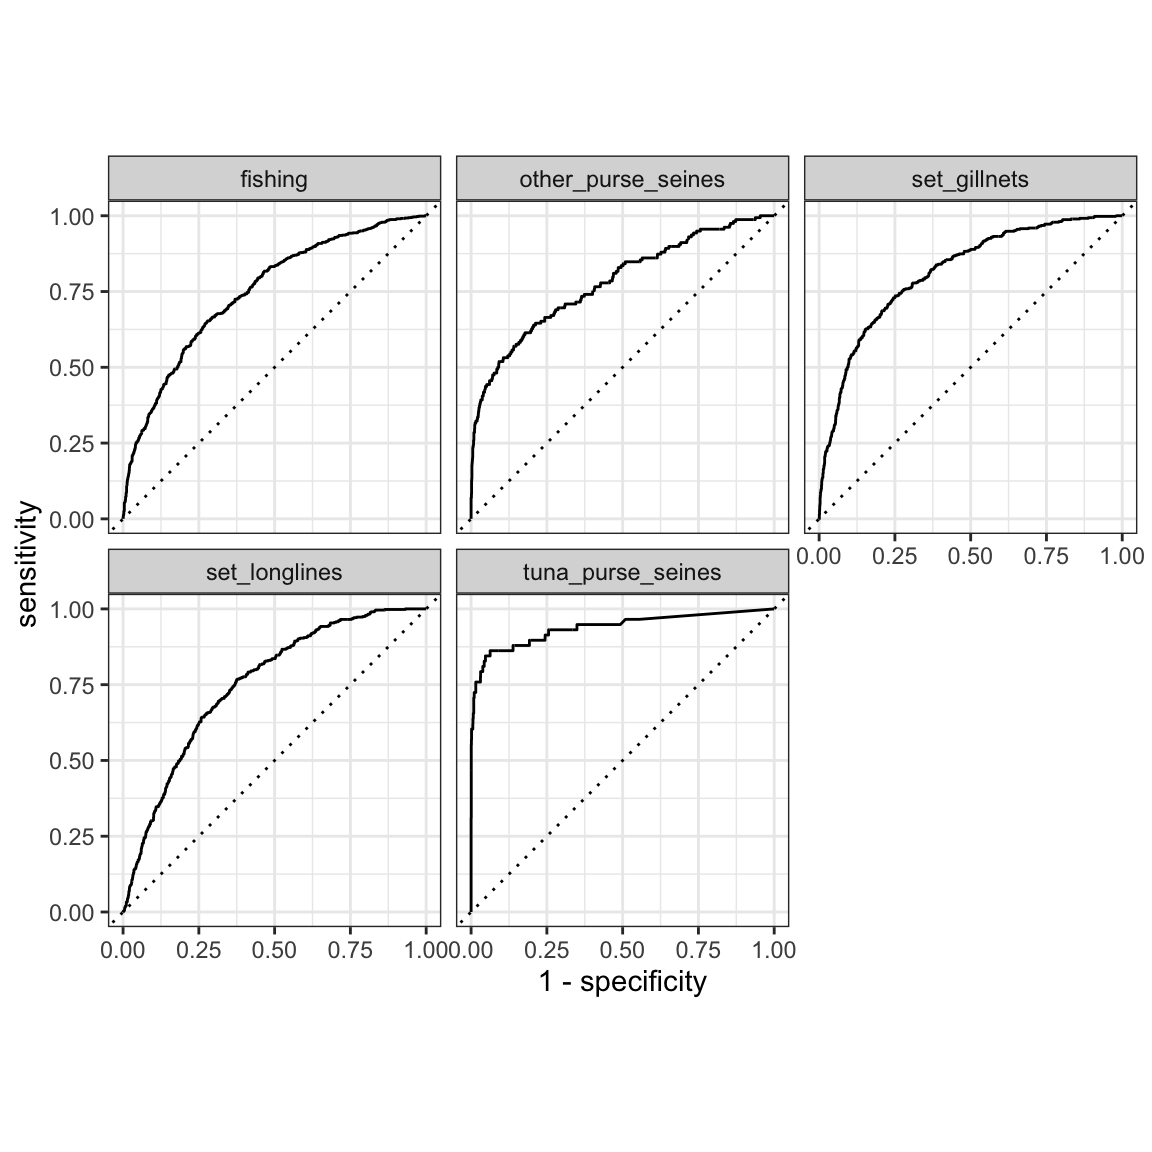 fishing
other_purse_seines
set_gillnets
1.00
0.75
0.50
0.25
0.00
0.00 0.25 0.50 0.75 1.00
sensitivity
set_longlines
tuna_purse_seines
1.00
0.75
0.50
0.25
0.00
0.00 0.25 0.50 0.75 1.00
0.00 0.25 0.50 0.75 1.00
1 - specificity